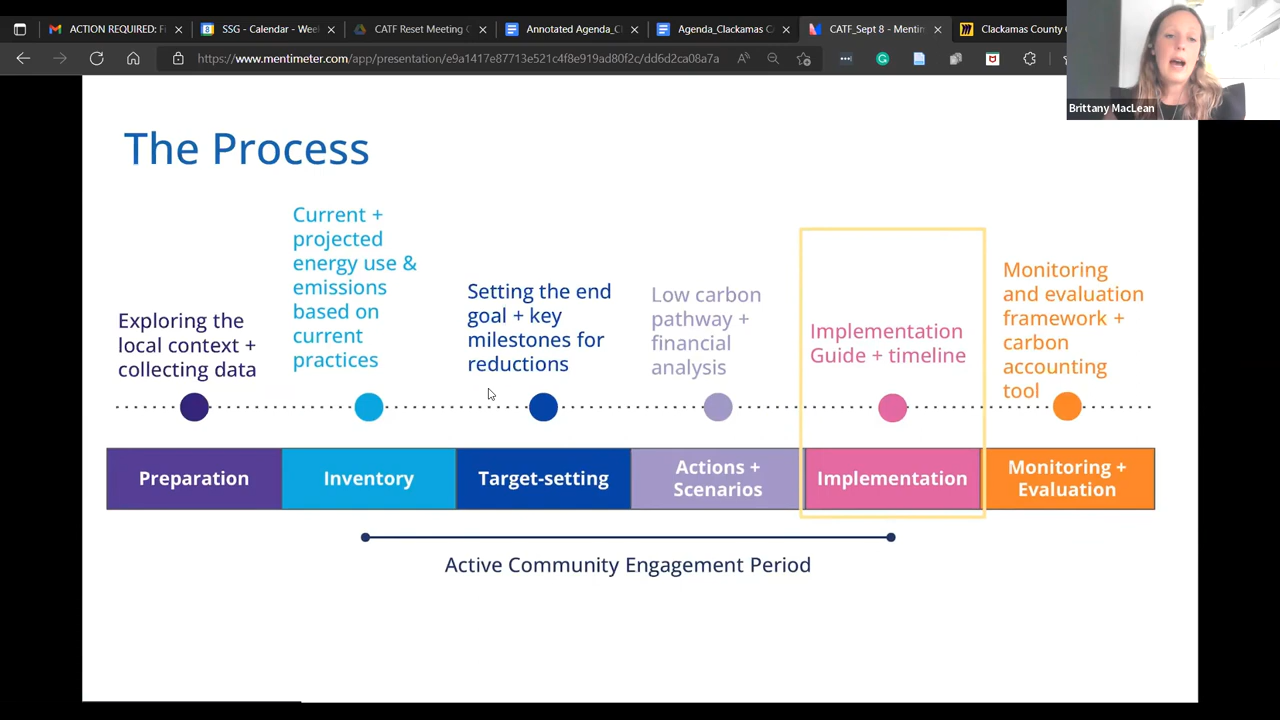 ACTION REQUIRED: Fi
SSG - Calendar - Week
CATF Reset Meeting
Annotated Agenda_C
Agenda_Clackamas C
CATF_Sept 8 - Mentim
Clackamas County
https://www.mentimeter.com/app/presentation/e9a1417e87713e521c4f8e919ad80f2c/dd6d2ca08a7a
Brittany MacLean
The Process
Exploring the
local context +
collecting data
Current +
projected
energy use &
emissions
based on
current
practices
Setting the end
goal + key
milestones for
reductions
Low carbon
pathway +
financial
analysis
Implementation
Guide + timeline
Monitoring
and evaluation
framework +
carbon
accounting
tool
Preparation
Inventory
Target-setting
Actions +
Scenarios
Implementation
Monitoring +
Evaluation
Active Community Engagement Period